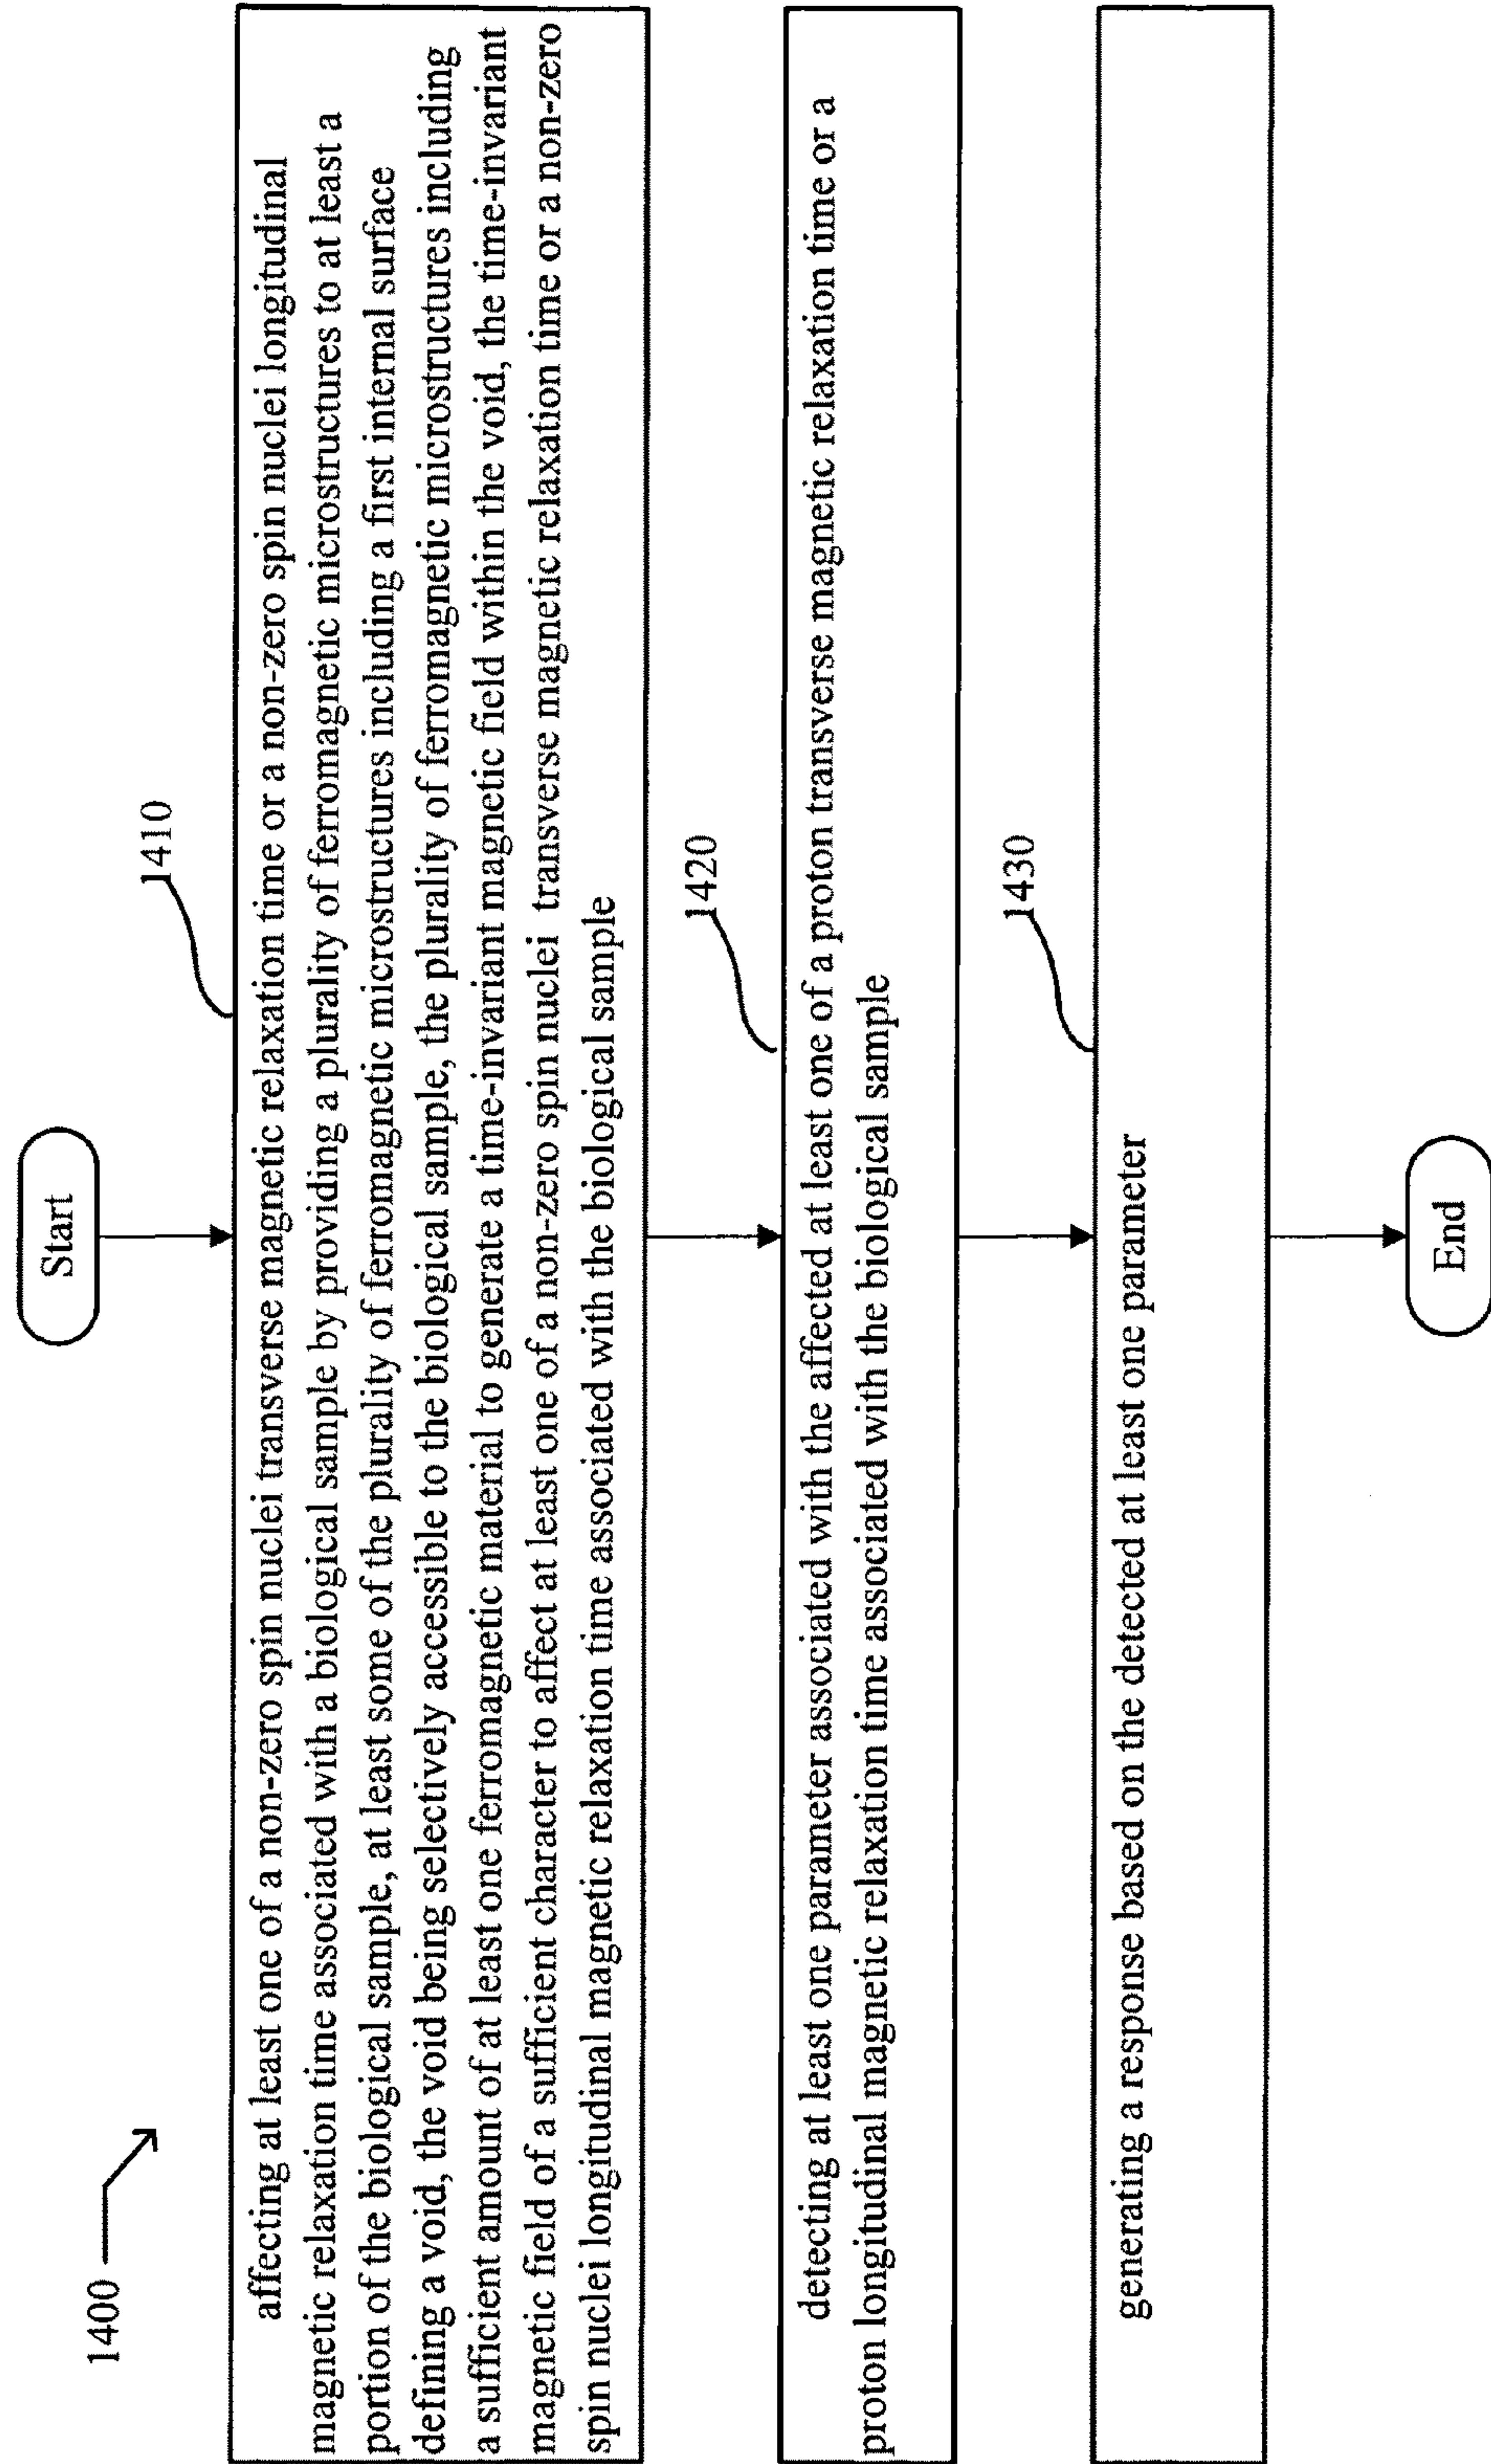 1400
Start
1410
affecting at least one of a non-zero spin nuclei transverse magnetic relaxation time or a non-zero spin nuclei longitudinal
magnetic relaxation time associated with a biological sample by providing a plurality of ferromagnetic microstructures to at least a
portion of the biological sample, at least some of the plurality of ferromagnetic microstructures including a first internal surface
defining a void, the void being selectively accessible to the biological sample, the plurality of ferromagnetic microstructures including
a sufficient amount of at least one ferromagnetic material to generate a time-invariant magnetic field within the void, the time-invariant
magnetic field of a sufficient character to affect at least one of a non-zero spin nuclei transverse magnetic relaxation time or a non-zero
spin nuclei longitudinal magnetic relaxation time associated with the biological sample
1420
detecting at least one parameter associated with the affected at least one of a proton transverse magnetic relaxation time or a
proton longitudinal magnetic relaxation time associated with the biological sample
1430
generating a response based on the detected at least one parameter
End